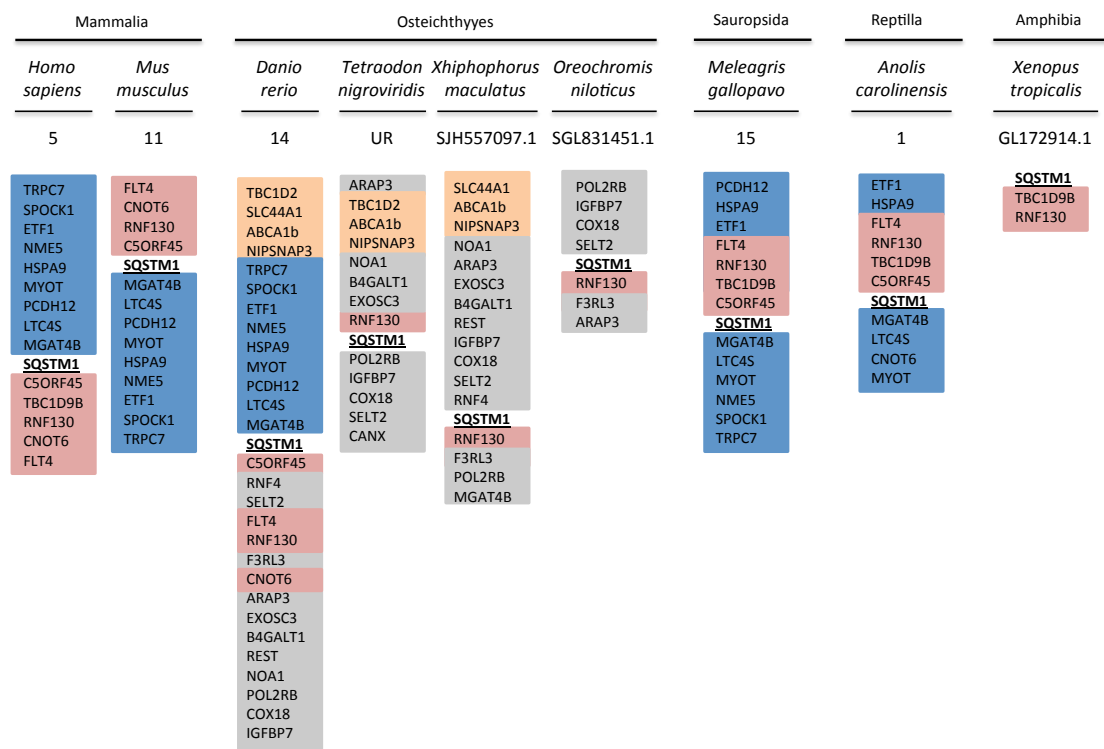 Mammalia
Osteichthyyes
Sauropsida
Reptilla
Amphibia
Homo
sapiens
Mus
musculus
Danio
rerio
Tetraodon
nigroviridis
Xhiphophorus
maculatus
Oreochromis
niloticus
Meleagris
gallopavo
Anolis
carolinensis
Xenopus
tropicalis
5
11
14
UR
SJH557097.1
SGL831451.1
15
1
GL172914.1
TRPC7
SPOCK1
ETF1
NME5
HSPA9
MYOT
PCDH12
LTC4S
MGAT4B
SQSTM1
C5ORF45
TBC1D9B
RNF130
CNOT6
FLT4
FLT4
CNOT6
RNF130
C5ORF45
SQSTM1
MGAT4B
LTC4S
PCDH12
MYOT
HSPA9
NME5
ETF1
SPOCK1
TRPC7
TBC1D2
SLC44A1
ABCA1b
NIPSNAP3
TRPC7
SPOCK1
ETF1
NME5
HSPA9
MYOT
PCDH12
LTC4S
MGAT4B
SQSTM1
C5ORF45
RNF4
SELT2
FLT4
RNF130
F3RL3
CNOT6
ARAP3
EXOSC3
B4GALT1
REST
NOA1
POL2RB
COX18
IGFBP7
ARAP3
TBC1D2
ABCA1b
NIPSNAP3
NOA1
B4GALT1
EXOSC3
RNF130
SQSTM1
POL2RB
IGFBP7
COX18
SELT2
CANX
SLC44A1
ABCA1b
NIPSNAP3
NOA1
ARAP3
EXOSC3
B4GALT1
REST
IGFBP7
COX18
SELT2
RNF4
SQSTM1
RNF130
F3RL3
POL2RB
MGAT4B
POL2RB
IGFBP7
COX18
SELT2
SQSTM1
RNF130
F3RL3
ARAP3
PCDH12
HSPA9
ETF1
FLT4
RNF130
TBC1D9B
C5ORF45
SQSTM1
MGAT4B
LTC4S
MYOT
NME5
SPOCK1
TRPC7
ETF1
HSPA9
FLT4
RNF130
TBC1D9B
C5ORF45
SQSTM1
MGAT4B
LTC4S
CNOT6
MYOT
SQSTM1
TBC1D9B
RNF130